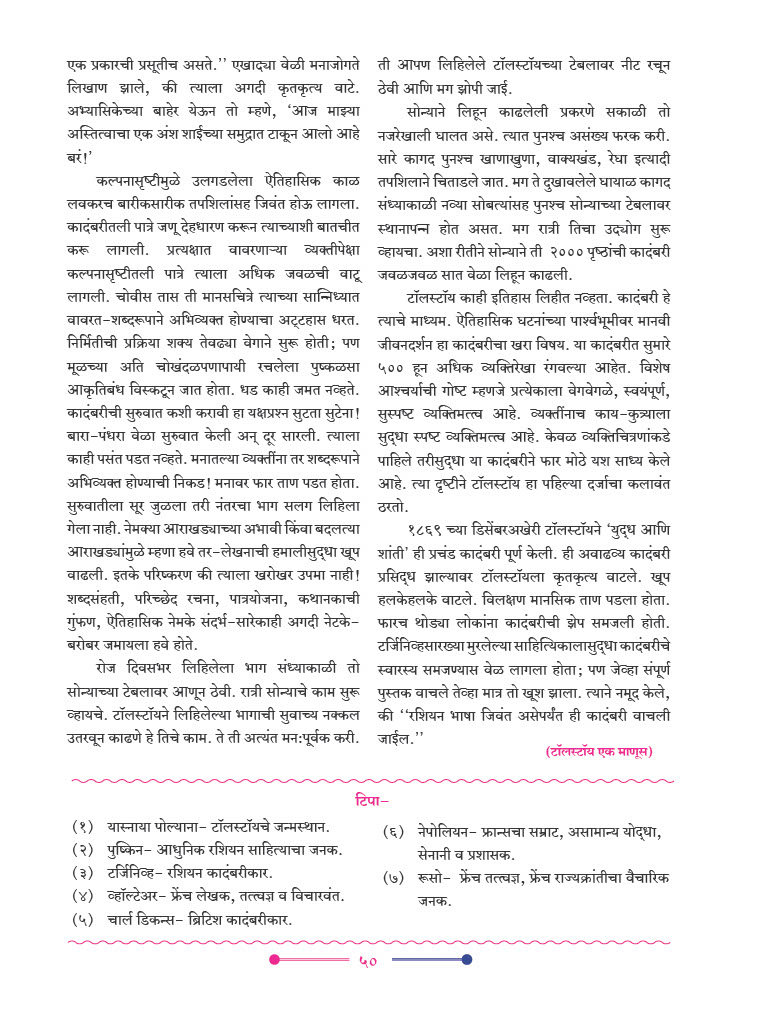 एक प्रकारची प्रसूतीच असते.’’ एखाद्या वेळी मनाजोगते
लिखाण झाले, की त्याला अगदी कृतकृत्य वाटे.
अभ्यासिकेच्या बाहेर येऊन तो म्हणे, ‘आज माझ्या
अस्तित्वाचा एक अंश शाईच्या समुद्रात टाकून आलो आहे
बरं!’
कल्पनासृष्टीमुळे उलगडलेला ऐतिहासिक काळ
लवकरच बारीकसारीक तपशिलांसह जिवंत होऊ लागला.
कादंबरीतली पात्रे जणू देहधारण करून त्याच्याशी बातचीत
करू लागली. प्रत्यक्षात वावरणाऱ्या व्यक्तीपेक्षा
कल्पनासृष्टीतली पात्रे त्याला अधिक जवळची वाटू
लागली. चोवीस तास ती मानसचित्रे त्याच्या सान्निध्यात
वावरत-शब्दरूपाने अभिव्यक्त होण्याचा अट्टहास धरत.
निर्मितीची प्रक्रिया शक्य तेवढ्या वेगाने सुरू होती; पण
मूळच्या अति चोखंदळपणापायी रचलेला पुष्कळसा
आकृतिबंध विस्कटून जात होता. धड काही जमत नव्हते.
कादंबरीची सुरुवात कशी करावी हा यक्षप्रश्न सुटता सुटेना!
बारा-पंधरा वेळा सुरुवात केली अन् दूर सारली. त्याला
काही पसंत पडत नव्हते. मनातल्या व्यक्तींना तर शब्दरूपाने
अभिव्यक्त होण्याची निकड! मनावर फार ताण पडत होता.
सुरुवातीला सूर जुळला तरी नंतरचा भाग सलग लिहिला
गेला नाही. नेमक्या आराखड्याच्या अभावी किंवा बदलत्या
आराखड्यांमुळे म्हणा हवे तर-लेखनाची हमालीसुद्धा खूप
वाढली. इतके परिष्करण की त्याला खरोखर उपमा नाही!
शब्दसंहती, परिच्छेद रचना, पात्रयोजना, कथानकाची
गुंफण, ऐतिहासिक नेमके संदर्भ-सारेकाही अगदी नेटके-
बरोबर जमायला हवे होते.
रोज दिवसभर लिहिलेला भाग संध्याकाळी तो
सोन्याच्या टेबलावर आणून ठेवी. रात्री सोन्याचे काम सुरू
व्हायचे. टॉलस्टॉयने लिहिलेल्या भागाची सुवाच्य नक्कल
उतरवून काढणे हे तिचे काम. ते ती अत्यंत मन:पूर्वक करी.
ती आपण लिहिलेले टॉलस्टॉयच्या टेबलावर नीट रचून
ठेवी आणि मग झोपी जाई.
सोन्याने लिहून काढलेली प्रकरणे सकाळी तो
नजरेखाली घालत असे. त्यात पुनश्च असंख्य फरक करी.
सारे कागद पुनश्च खाणाखुणा, वाक्यखंड, रेघा इत्यादी
तपशिलाने चिताडले जात. मग ते दुखावलेले घायाळ कागद
संध्याकाळी नव्या सोबत्यांसह पुनश्च सोन्याच्या टेबलावर
स्थानापन्न होत असत. मग रात्री तिचा उद्योग सुरू
व्हायचा. अशा रीतीने सोन्याने ती २००० पृष्ठांची कादंबरी
जवळजवळ सात वेळा लिहून काढली.
टॉलस्टॉय काही इतिहास लिहीत नव्हता. कादंबरी हे
त्याचे माध्यम. ऐतिहासिक घटनांच्या पार्श्वभूमीवर मानवी
जीवनदर्शन हा कादंबरीचा खरा विषय. या कादंबरीत सुमारे
५०० हून अधिक व्यक्तिरेखा रंगवल्या आहेत. विशेष
आश्चर्याची गोष्ट म्हणजे प्रत्येकाला वेगवेगळे, स्वयंपूर्ण,
सुस्पष्ट व्यक्तिमत्त्व आहे. व्यक्तींनाच काय-कुत्र्याला
सुद्धा स्पष्ट व्यक्तिमत्त्व आहे. केवळ व्यक्तिचित्रणांकडे
पाहिले तरीसुद्धा या कादंबरीने फार मोठे यश साध्य केले
आहे. त्या दृष्टीने टॉलस्टॉय हा पहिल्या दर्जाचा कलावंत
ठरतो.
१८६९ च्या डिसेंबरअखेरी टॉलस्टॉयने ‘युद्ध आणि
शांती’ ही प्रचंड कादंबरी पूर्ण केली. ही अवाढव्य कादंबरी
प्रसिद्ध झाल्यावर टॉलस्टॉयला कृतकृत्य वाटले. खूप
हलकेहलके वाटले. विलक्षण मानसिक ताण पडला होता.
फारच थोड्या लोकांना कादंबरीची झेप समजली होती.
टर्जिनिव्हसारख्या मुरलेल्या साहित्यिकालासुद्धा कादंबरीचे
स्वारस्य समजण्यास वेळ लागला होता; पण जेव्हा संपूर्ण
पुस्तक वाचले तेव्हा मात्र तो खूश झाला. त्याने नमूद केले,
की ‘‘रशियन भाषा जिवंत असेपर्यंत ही कादंबरी वाचली
जाईल.’’
(टॉलस्टॉय एक माणूस)
टिपा-
(१) यास्नाया पोल्याना- टॉलस्टॉयचे जन्मस्थान.
(२) पुष्किन- आधुनिक रशियन साहित्याचा जनक.
(३) टर्जिनिव्ह- रशियन कादंबरीकार.
(४) व्हॉल्टेअर- फ्रेंच लेखक, तत्त्वज्ञ व विचारवंत.
(५) चार्ल डिकन्स- ब्रिटिश कादंबरीकार.
(६) नेपोलियन- फ्रान्सचा सम्राट, असामान्य योद्धा,
सेनानी व प्रशासक.
(७) रूसो- फ्रेंच तत्त्वज्ञ, फ्रेंच राज्यक्रांतीचा वैचारिक
जनक.
५०